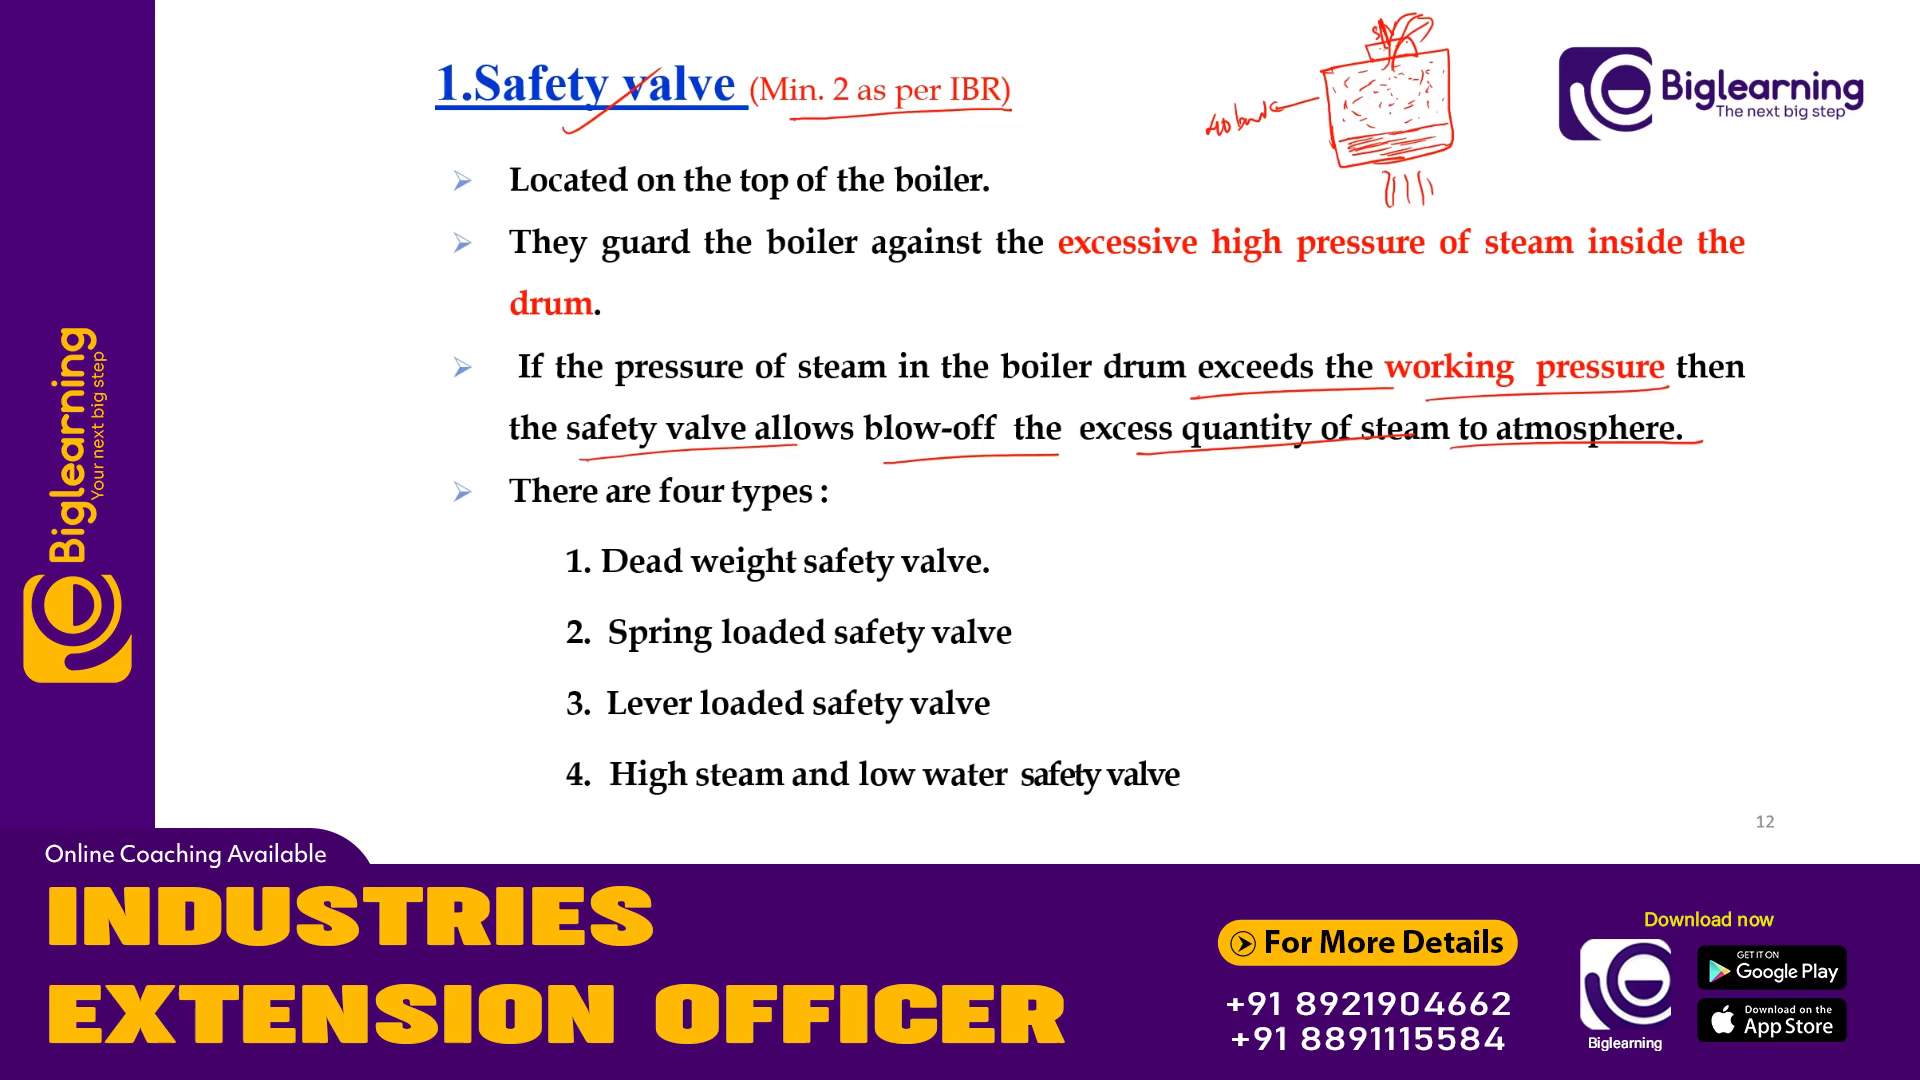 1.Safety valve (Min. 2 as per IBR)
Biglearning
The next big step
Located on the top of the boiler.
They guard the boiler against the excessive high pressure of steam inside the
drum.
If the pressure of steam in the boiler drum exceeds the working pressure then
the safety valve allows blow-off the excess quantity of steam to atmosphere.
There are four types :
1. Dead weight safety valve.
2. Spring loaded safety valve
3. Lever loaded safety valve
4. High steam and low water safety valve
12
Biglearning
Your next big step
Online Coaching Available
INDUSTRIES
EXTENSION OFFICER
For More Details
+91 8921904662
+91 8891115584
Download now
Biglearning
GET IT ON
Google Play
Download on the
App Store